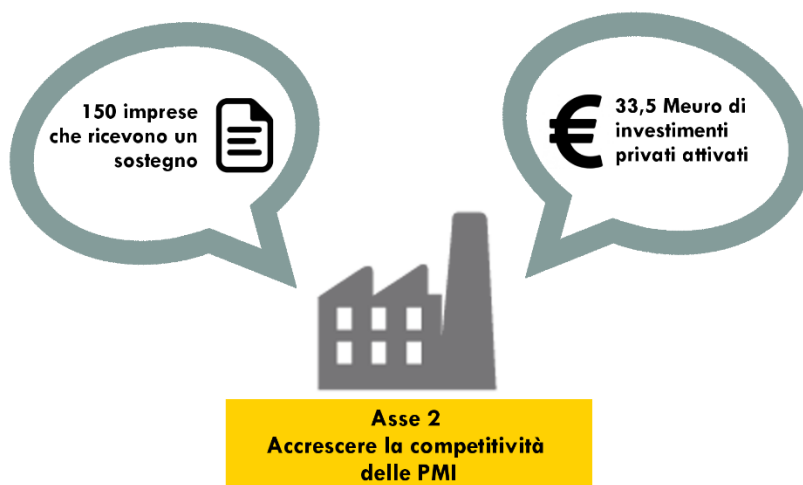 150 imprese
che ricevono un
sostegno
€
33,5 Meuro di
investimenti
privati attivati
Asse 2
Accrescere la competitività
delle PMI